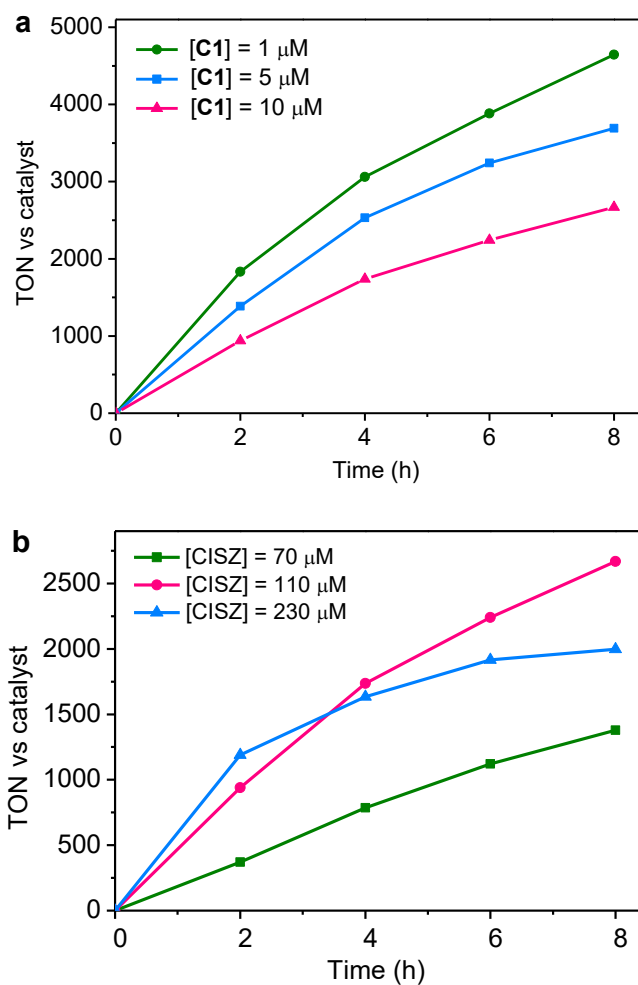 a
5000
4000
3000
2000
1000
0
TON vs catalyst
[C1] = 1 μM
[C1] = 5 μM
[C1] = 10 μM
0 2 4 6 8
Time (h)
b
2500
2000
1500
1000
500
0
TON vs catalyst
[CISZ] = 70 μM
[CISZ] = 110 μM
[CISZ] = 230 μM
0 2 4 6 8
Time (h)